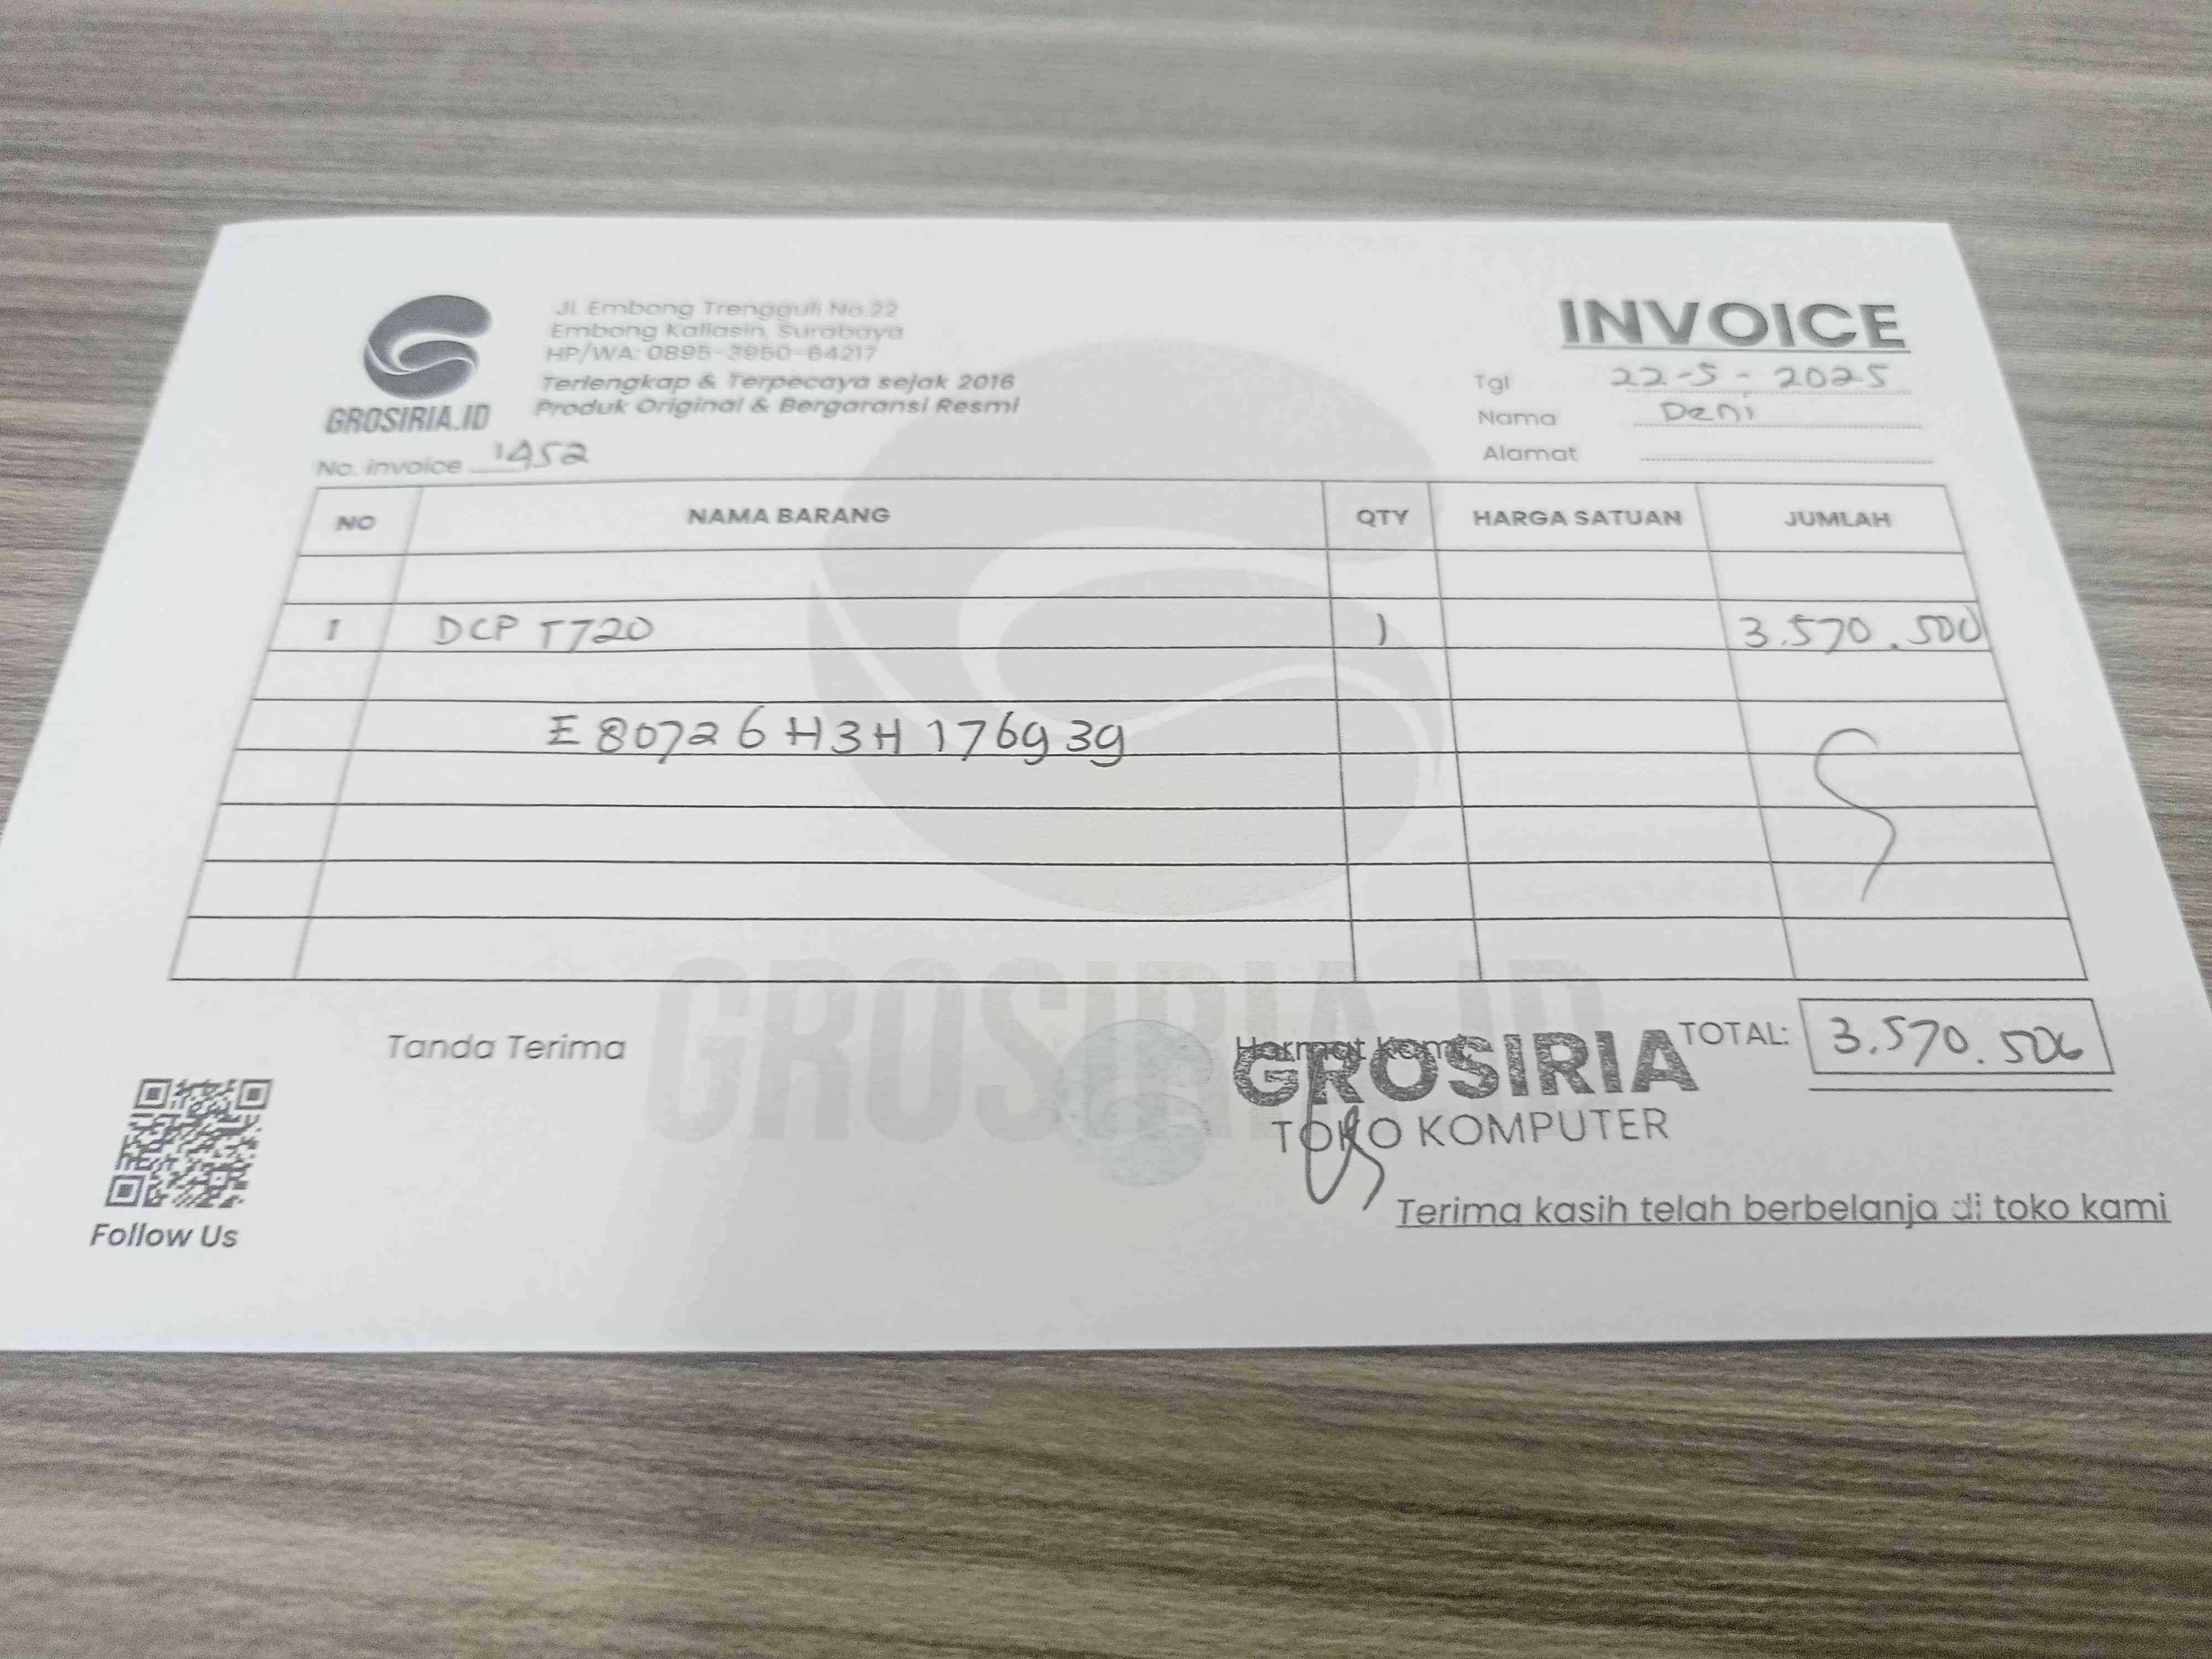 GROSIRIA.ID
Jl. Embong Trengguli No.22
Embong Kaliasin, Surabaya
HP/WA: 0895-3950-64217
Terlengkap & Terpecaya sejak 2016
Produk Original & Bergaransi Resmi
INVOICE
Tgl 22-5-2025
Nama Deni
Alamat
No. invoice 1452
NO NAMA BARANG QTY HARGA SATUAN JUMLAH
1 DCP T720 1 3.570.500
E80726H3H176939
GROSIRIA.ID
Tanda Terima
Hormat Kami
GROSIRIA
TOKO KOMPUTER
TOTAL: 3.570.500
Follow Us
Terima kasih telah berbelanja di toko kami